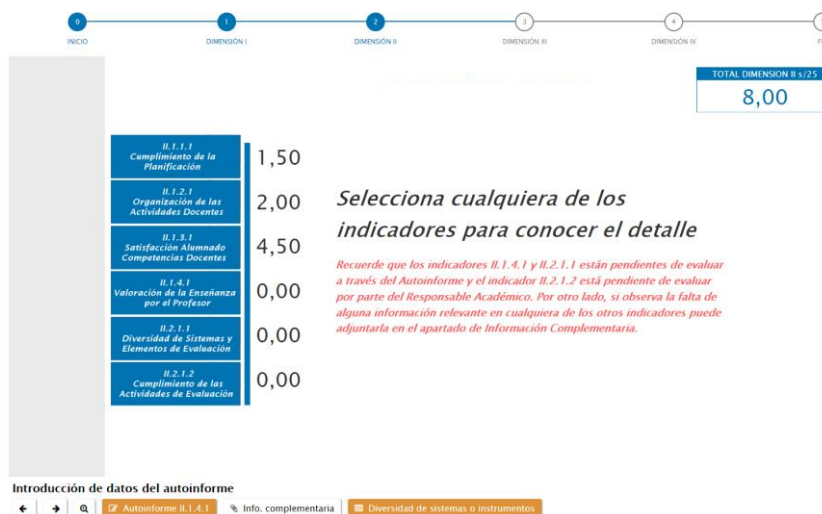 0
1
2
3
4
INICIO
DIMENSIÓN I
DIMENSIÓN II
DIMENSIÓN III
DIMENSIÓN IV
TOTAL DIMENSION II s/25
8,00
II.1.1.1
Cumplimiento de la
Planificación
1,50
II.1.2.1
Organización de las
Actividades Docentes
2,00
II.1.3.1
Satisfacción Alumnado
Competencias Docentes
4,50
II.1.4.1
Valoración de la Enseñanza
por el Profesor
0,00
II.2.1.1
Diversidad de Sistemas y
Elementos de Evaluación
0,00
II.2.1.2
Cumplimiento de las
Actividades de Evaluación
0,00
Selecciona cualquiera de los
indicadores para conocer el detalle
Recuerde que los indicadores II.1.4.1 y II.2.1.1 están pendientes de evaluar
a través del Autoinforme y el indicador II.2.1.2 está pendiente de evaluar
por parte del Responsable Académico. Por otro lado, si observa la falta de
alguna información relevante en cualquiera de los otros indicadores puede
adjuntarla en el apartado de Información Complementaria.
Introducción de datos del autoinforme
Autoinforme II.1.4.1
Info. complementaria
Diversidad de sistemas o instrumentos